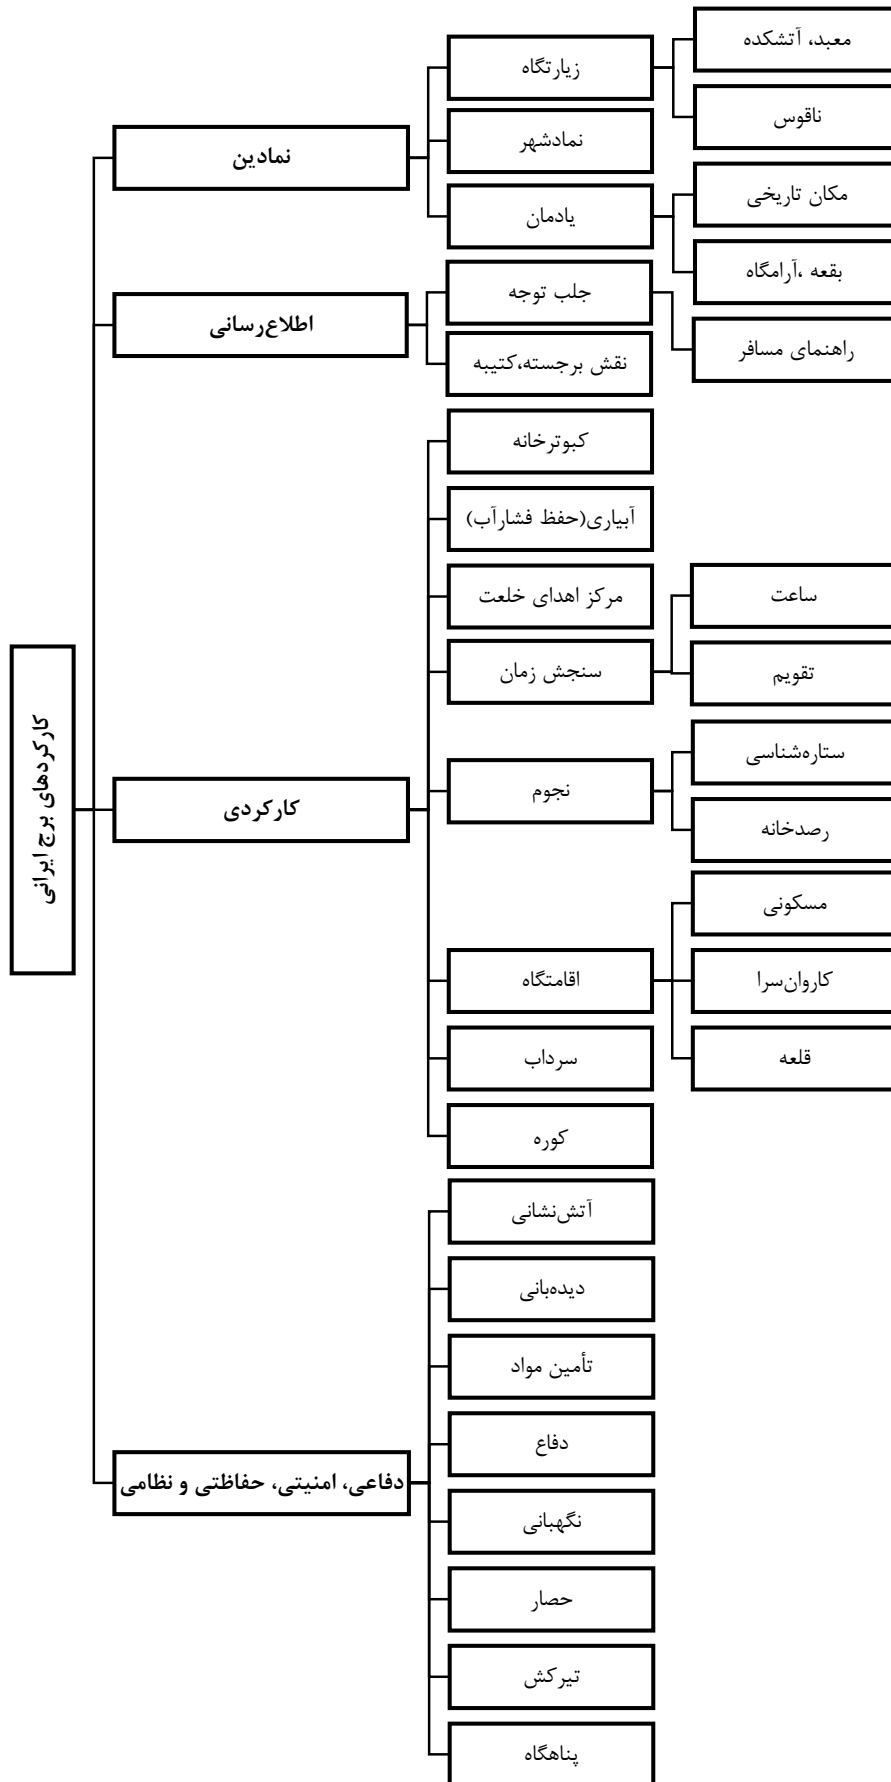 کارکردهای برج ایرانی
نمادین
زیارتگاه
معبد، آتشکده
ناقوس
نمادشهر
یادمان
مکان تاریخی
بقعه ،آرامگاه
اطلاع‌رسانی
جلب توجه
راهنمای مسافر
نقش برجسته،کتیبه
کارکردی
کبوترخانه
آبیاری(حفظ فشارآب)
مرکز اهدای خلعت
سنجش زمان
ساعت
تقویم
نجوم
ستاره‌شناسی
رصدخانه
اقامتگاه
مسکونی
کاروان‌سرا
قلعه
سرداب
کوره
دفاعی، امنیتی، حفاظتی و نظامی
آتش‌نشانی
دیده‌بانی
تأمین مواد
دفاع
نگهبانی
حصار
تیرکش
پناهگاه